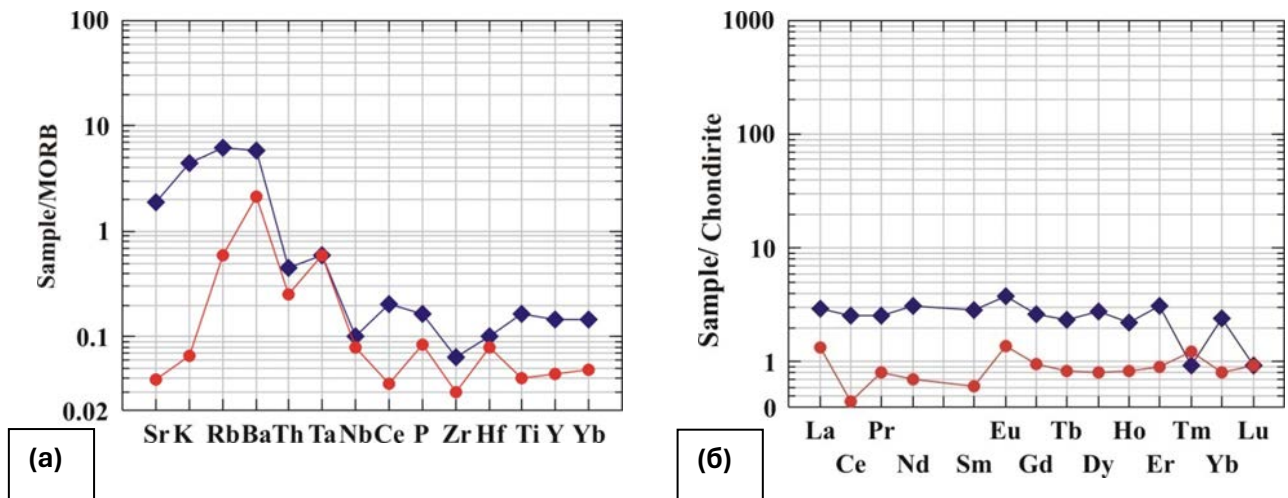 100
10
1
0.1
0.02
Sample/MORB
Sr K Rb Ba Th Ta Nb Ce P Zr Hf Ti Y Yb
(а)
1000
100
10
1
0
Sample/ Chondirite
La Pr Eu Tb Ho Tm Lu
Ce Nd Sm Gd Dy Er Yb
(б)